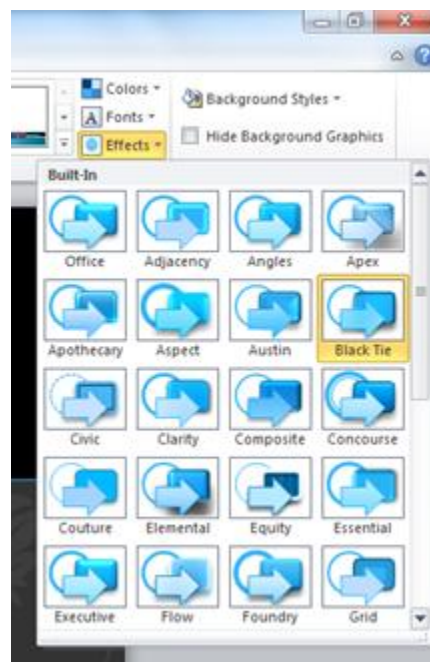 Colors
Background Styles
A Fonts
Hide Background Graphics
Effects
Built-In
Office Adjacency Angles Apex
Apothecary Aspect Austin Black Tie
Civic Clarity Composite Concourse
Couture Elemental Equity Essential
Executive Flow Foundry Grid